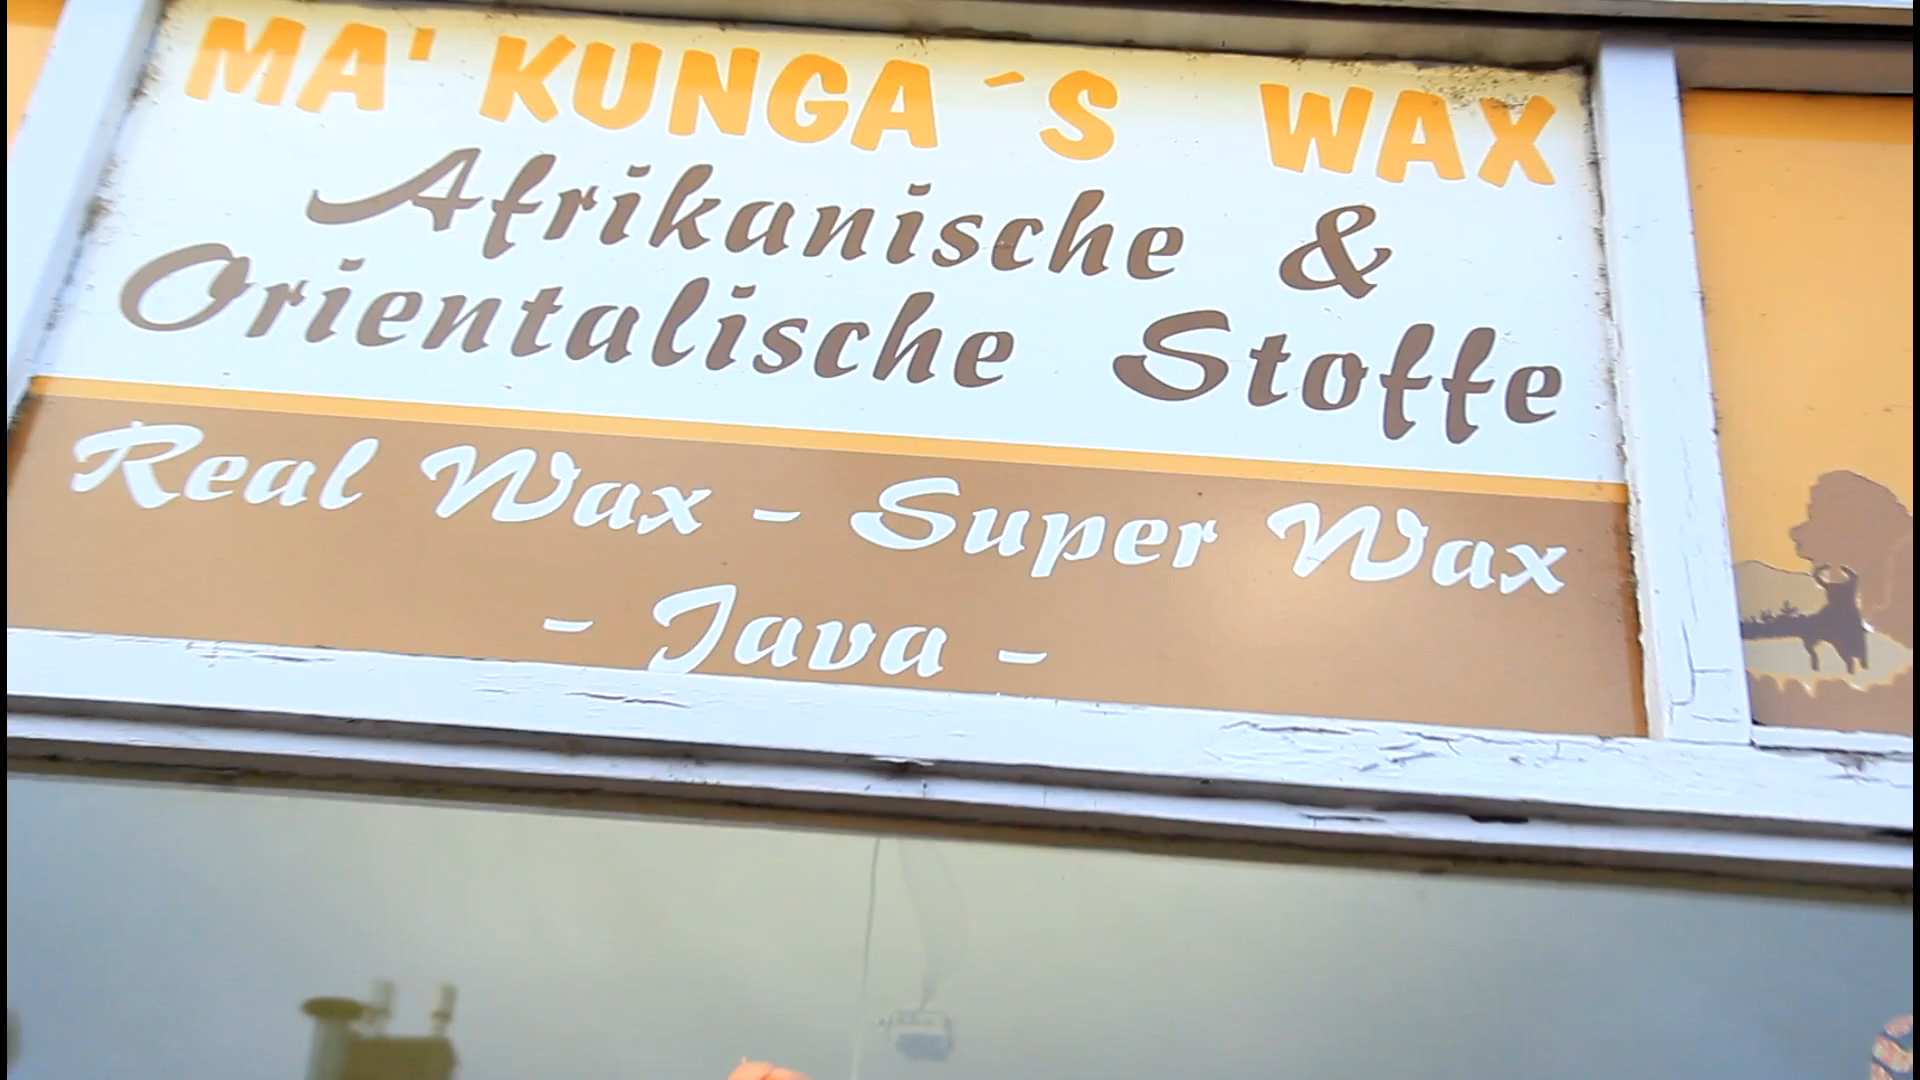 MA' KUNGA´S WAX
Afrikanische &
Orientalische Stoffe
Real Wax - Super Wax
- Java -